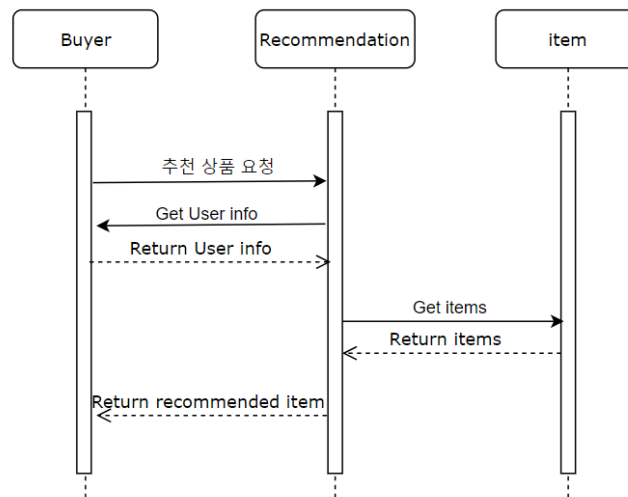 Buyer
Recommendation
item
추천 상품 요청
Get User info
Return User info
Get items
Return items
Return recommended item